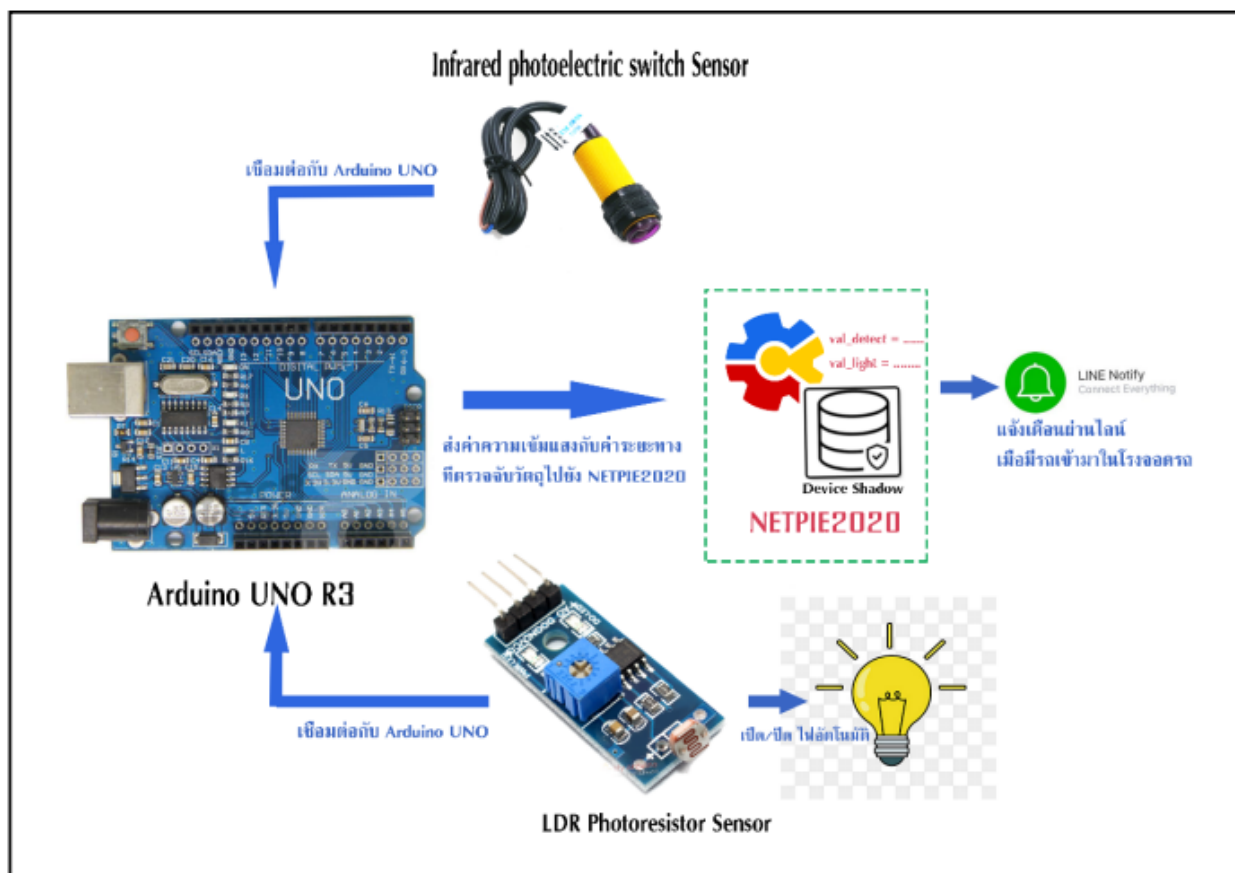 Infrared photoelectric switch Sensor
เชื่อมต่อกับ Arduino UNO
val_detect = ......
val_light = ........
UNO
DIGITAL (PWM~)
POWER
ANALOG IN
LINE Notify
Connect Everything
ส่งค่าความเข้มแสงกับค่าระยะทาง
ที่ตรวจจับวัตถุไปยัง NETPIE2020
แจ้งเตือนผ่านไลน์
เมื่อมีรถเข้ามาในโรงจอดรถ
Device Shadow
NETPIE2020
Arduino UNO R3
เชื่อมต่อกับ Arduino UNO
เปิด/ปิด ไฟอัตโนมัติ
LDR Photoresistor Sensor